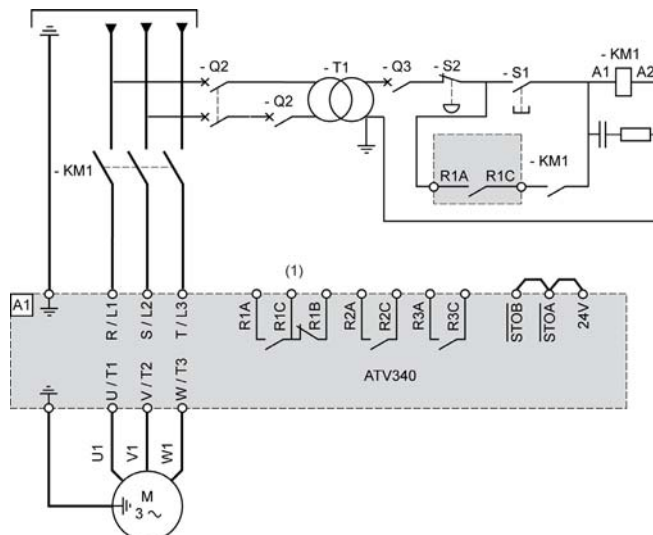 - KM1
- Q2
- T1
- Q3
- S2
- S1
A1
A2
- Q2
- KM1
R1A
R1C
- KM1
(1)
A1
R / L1
S / L2
T / L3
R1A
R1C
R1B
R2A
R2C
R3A
R3C
STOB
STOA
24V
ATV340
U / T1
V / T2
W / T3
U1
V1
W1
M
3 ~